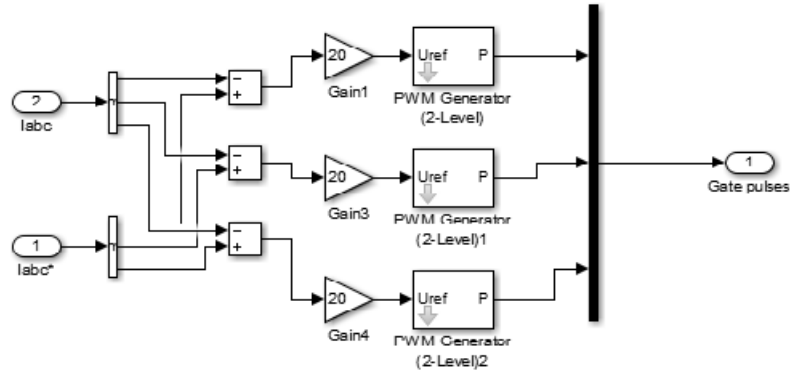 20
Uref P
Gain1
PWM Generator
(2-Level)
2
Iabc
−
+
−
+
20
Uref P
Gain3
PWM Generator
(2-Level)1
1
Gate pulses
1
Iabc*
−
+
20
Uref P
Gain4
PWM Generator
(2-Level)2